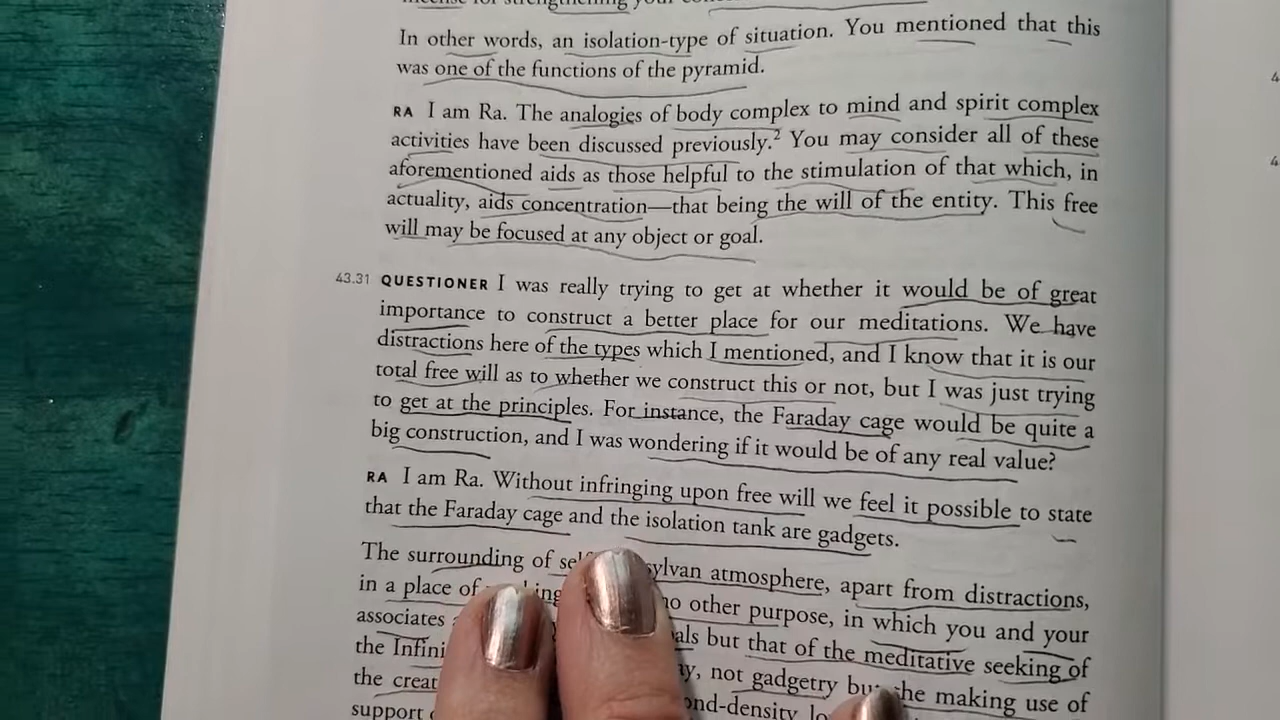 for strengthening your
In other words, an isolation-type of situation. You mentioned that this
was one of the functions of the pyramid.
RA I am Ra. The analogies of body complex to mind and spirit complex
activities have been discussed previously.2 You may consider all of these
aforementioned aids as those helpful to the stimulation of that which, in
actuality, aids concentration—that being the will of the entity. This free
will may be focused at any object or goal.
43.31 QUESTIONER I was really trying to get at whether it would be of great
importance to construct a better place for our meditations. We have
distractions here of the types which I mentioned, and I know that it is our
total free will as to whether we construct this or not, but I was just trying
to get at the principles. For instance, the Faraday cage would be quite a
big construction, and I was wondering if it would be of any real value?
RA I am Ra. Without infringing upon free will we feel it possible to state
that the Faraday cage and the isolation tank are gadgets.
The surrounding of sylvan atmosphere, apart from distractions,
in a place of no other purpose, in which you and your
associates but that of the meditative seeking of
the not gadgetry but the making use of
support
4
4